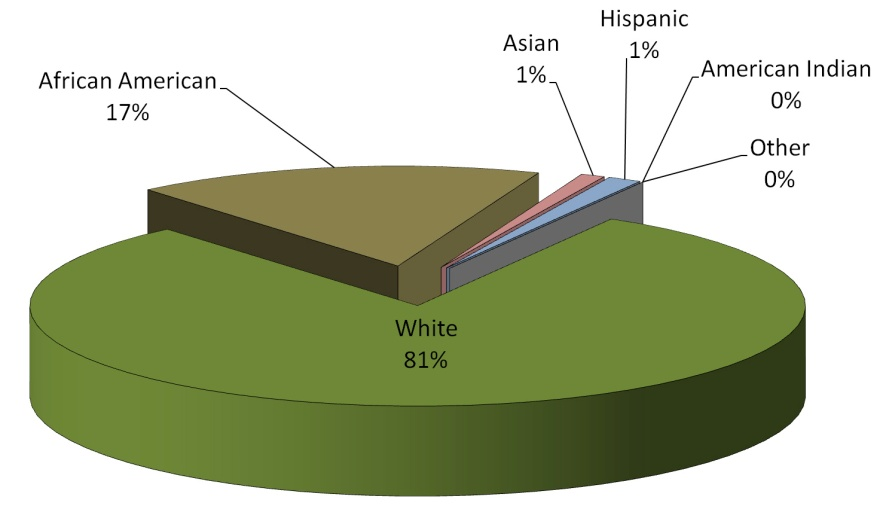 Hispanic
1%
Asian
1%
American Indian
0%
African American
17%
Other
0%
White
81%